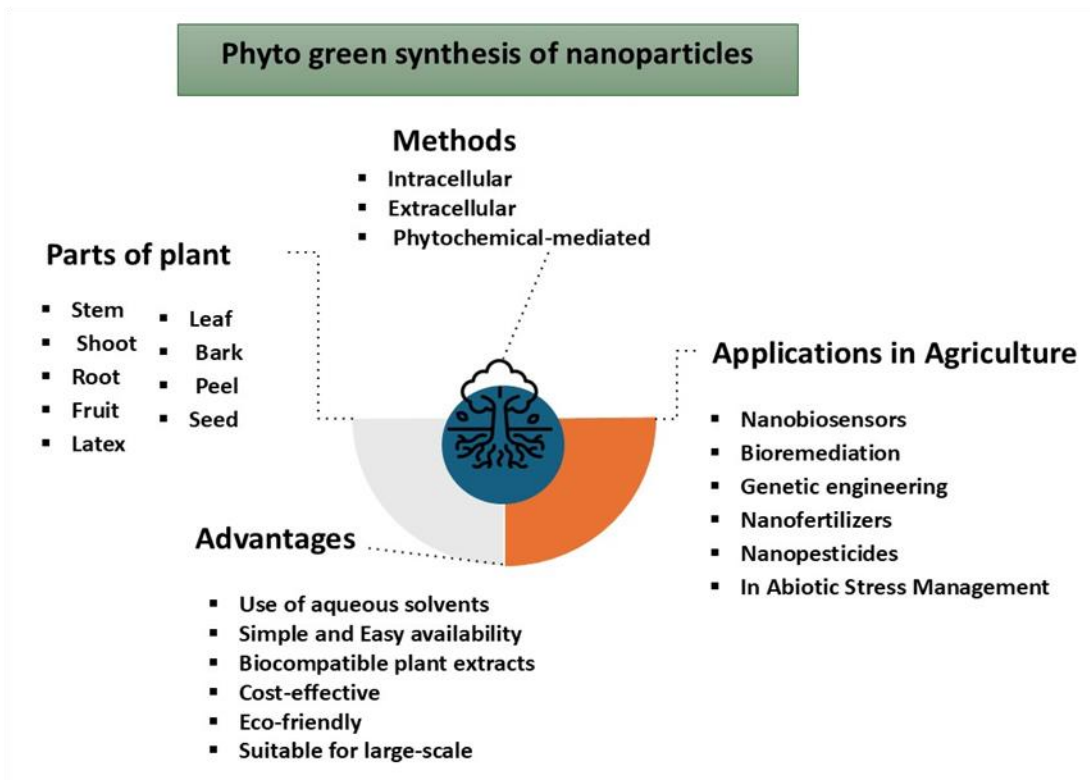 Phyto green synthesis of nanoparticles
Methods
▪ Intracellular
▪ Extracellular
▪ Phytochemical-mediated
Parts of plant
▪ Stem
▪ Shoot
▪ Root
▪ Fruit
▪ Latex
▪ Leaf
▪ Bark
▪ Peel
▪ Seed
Applications in Agriculture
▪ Nanobiosensors
▪ Bioremediation
▪ Genetic engineering
▪ Nanofertilizers
▪ Nanopesticides
▪ In Abiotic Stress Management
Advantages
▪ Use of aqueous solvents
▪ Simple and Easy availability
▪ Biocompatible plant extracts
▪ Cost-effective
▪ Eco-friendly
▪ Suitable for large-scale